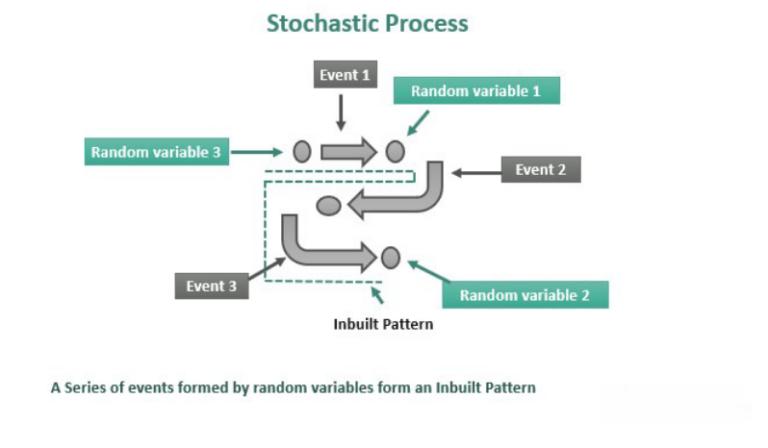 Stochastic Process
Event 1
Random variable 1
Random variable 3
Event 2
Event 3
Random variable 2
Inbuilt Pattern
A Series of events formed by random variables form an Inbuilt Pattern